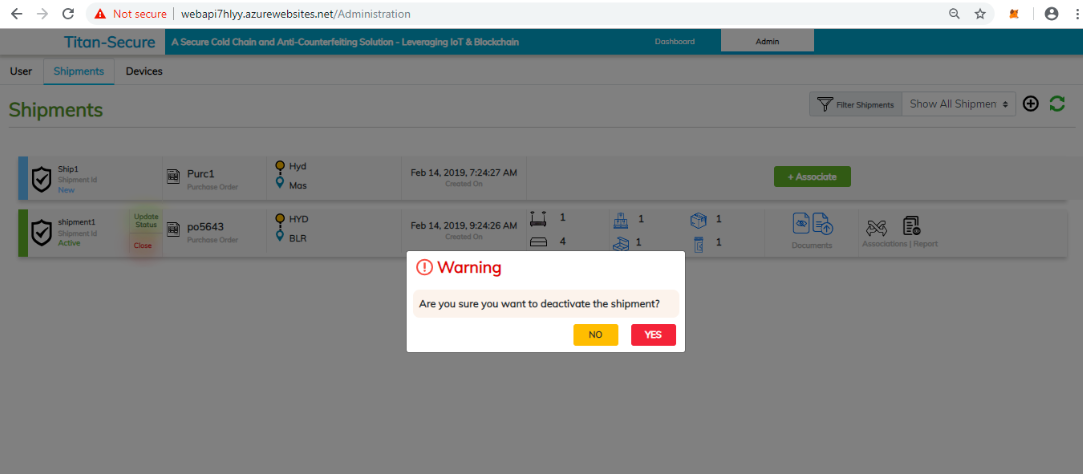 Not secure | webapi7hlyy.azurewebsites.net/Administration
Titan-Secure A Secure Cold Chain and Anti-Counterfeiting Solution - Leveraging IoT & Blockchain Dashboard Admin
User Shipments Devices
Shipments
Filter Shipments Show All Shipmen
Ship1
Shipment Id
New
Purc1
Purchase Order
Hyd
Mas
Feb 14, 2019, 7:24:27 AM
Created On
+ Associate
shipment1
Shipment Id
Active
Update
Status
Close
po5643
Purchase Order
HYD
BLR
Feb 14, 2019, 9:24:26 AM
Created On
1 1 1
4 1 1
Documents
Associations | Report
Warning
Are you sure you want to deactivate the shipment?
NO YES